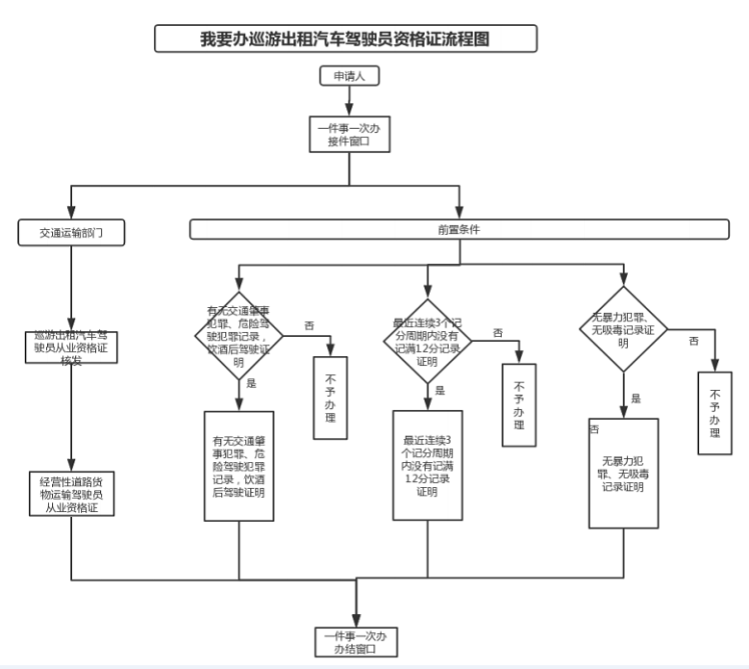 我要办巡游出租汽车驾驶员资格证流程图
申请人
一件事一次办
接件窗口
交通运输部门
前置条件
巡游出租汽车驾
驶员从业资格证
核发
经营性道路货
物运输驾驶员
从业资格证
有无交通肇事
犯罪、危险驾
驶犯罪记录，
饮酒后驾驶证
明
否
不
予
办
理
是
有无交通肇
事犯罪、危
险驾驶犯罪
记录，饮酒
后驾驶证明
最近连续3个记
分周期内没有
记满12分记录
证明
否
不
予
办
理
是
最近连续3
个记分周期
内没有记满
12分记录
证明
无暴力犯罪、
无吸毒记录证
明
否
不
予
办
理
是
否
无暴力犯
罪、无吸毒
记录证明
一件事一次办
办结窗口